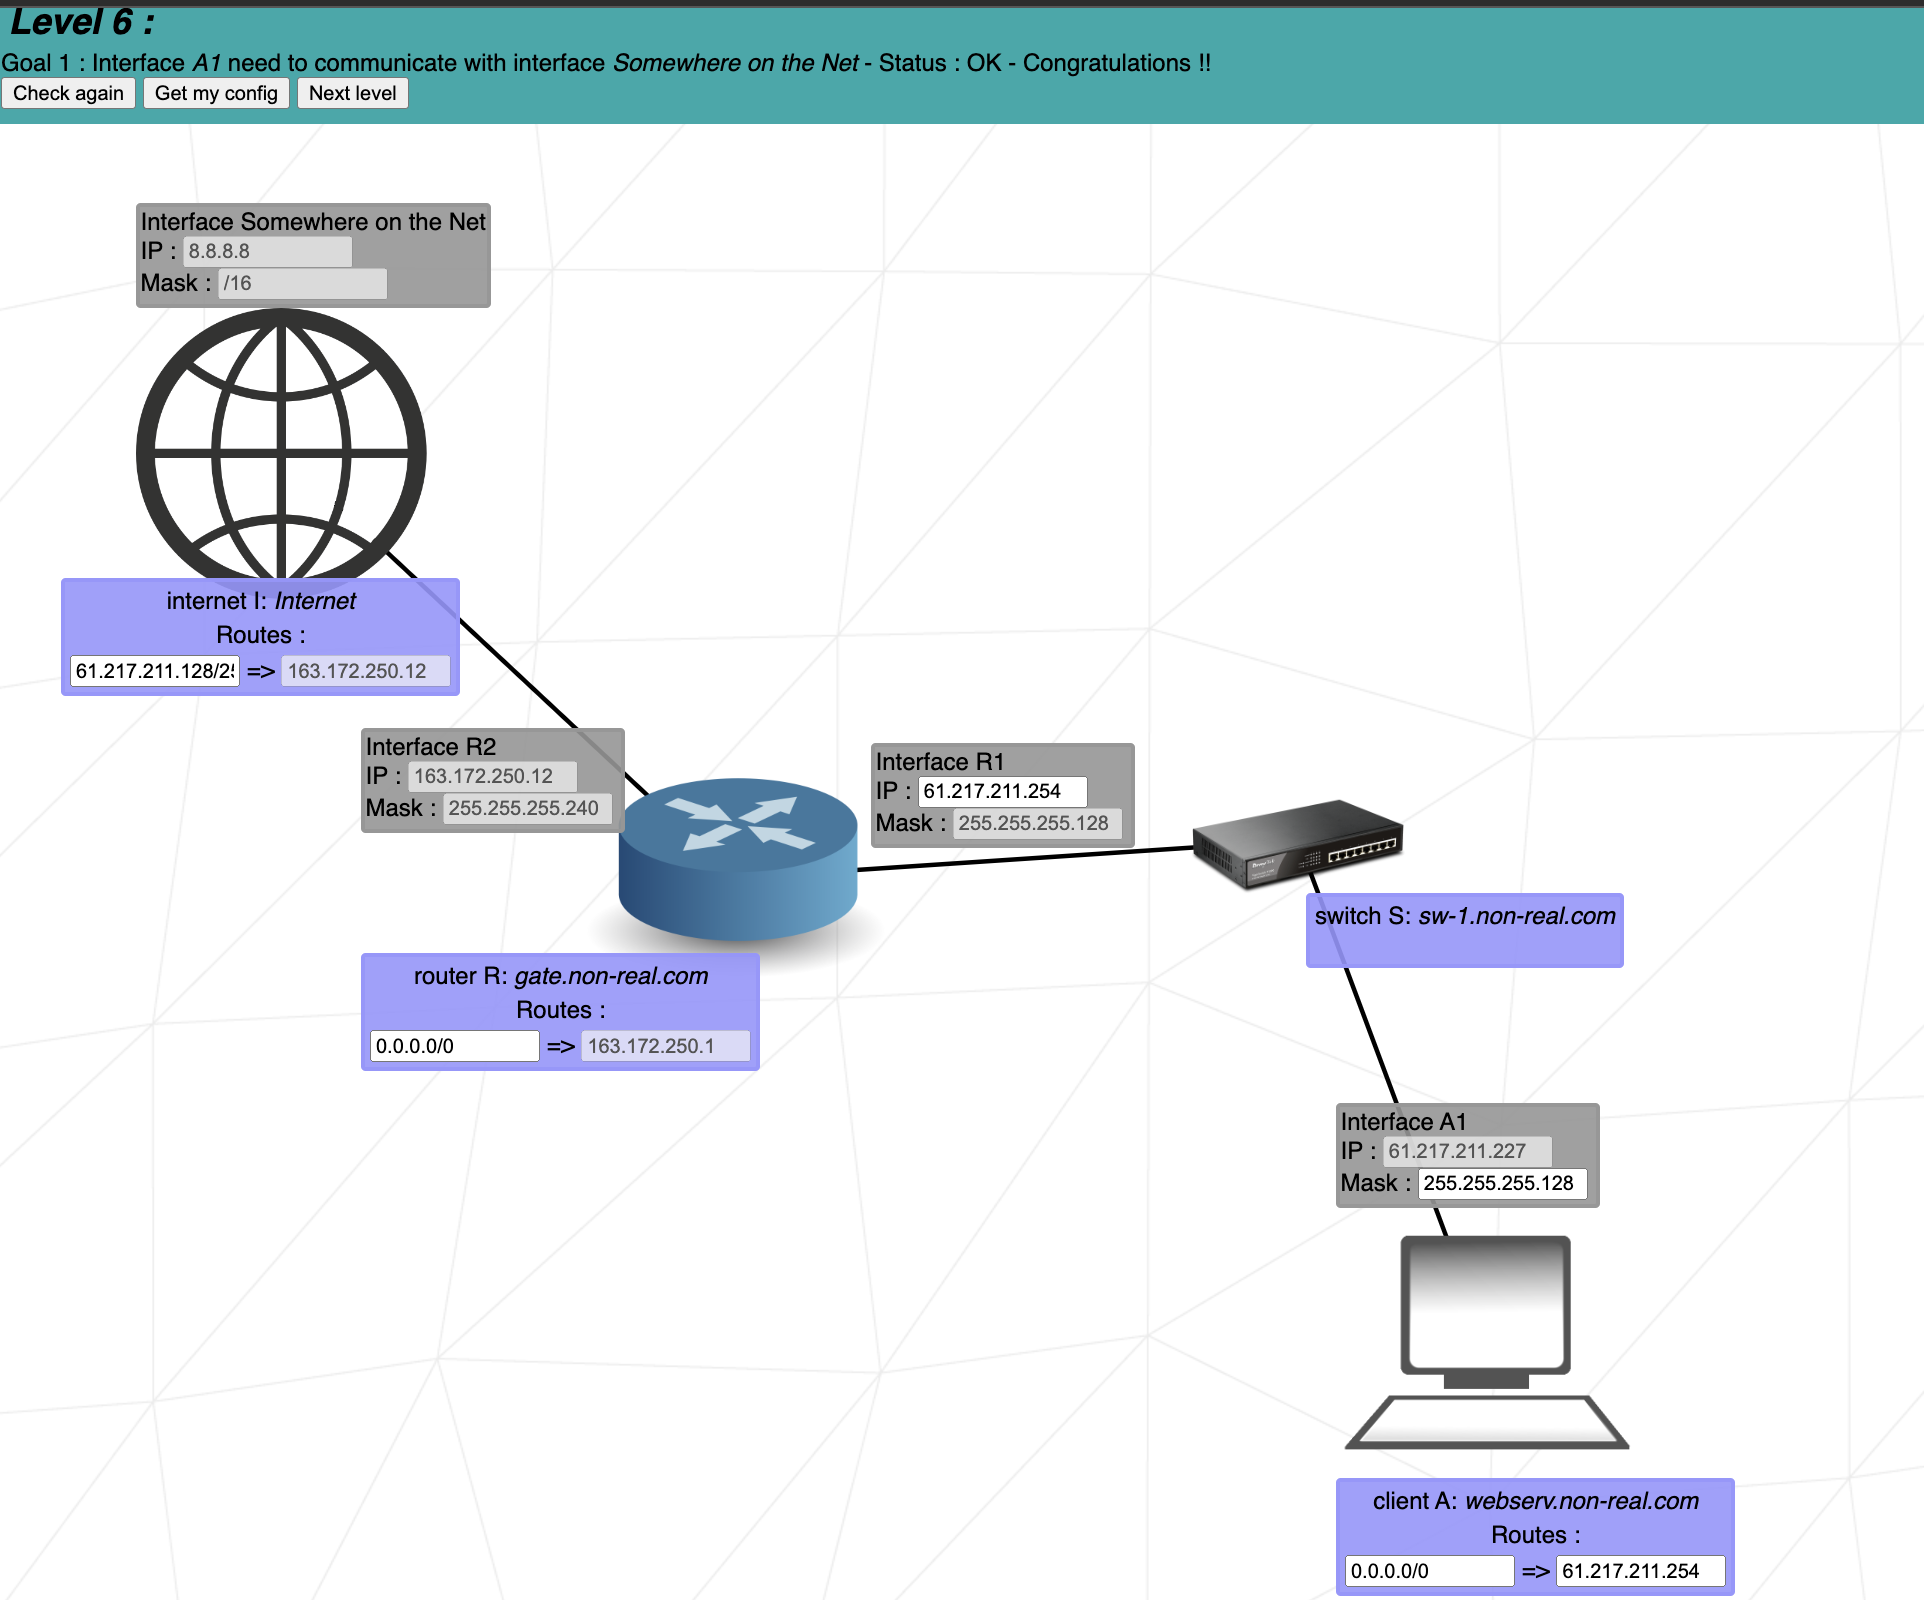 Level 6 :
Goal 1 : Interface A1 need to communicate with interface Somewhere on the Net - Status : OK - Congratulations !!
Check again Get my config Next level
Interface Somewhere on the Net
IP : 8.8.8.8
Mask : /16
internet I: Internet
Routes :
61.217.211.128/25 => 163.172.250.12
Interface R2
IP : 163.172.250.12
Mask : 255.255.255.240
Interface R1
IP : 61.217.211.254
Mask : 255.255.255.128
switch S: sw-1.non-real.com
router R: gate.non-real.com
Routes :
0.0.0.0/0 => 163.172.250.1
Interface A1
IP : 61.217.211.227
Mask : 255.255.255.128
client A: webserv.non-real.com
Routes :
0.0.0.0/0 => 61.217.211.254